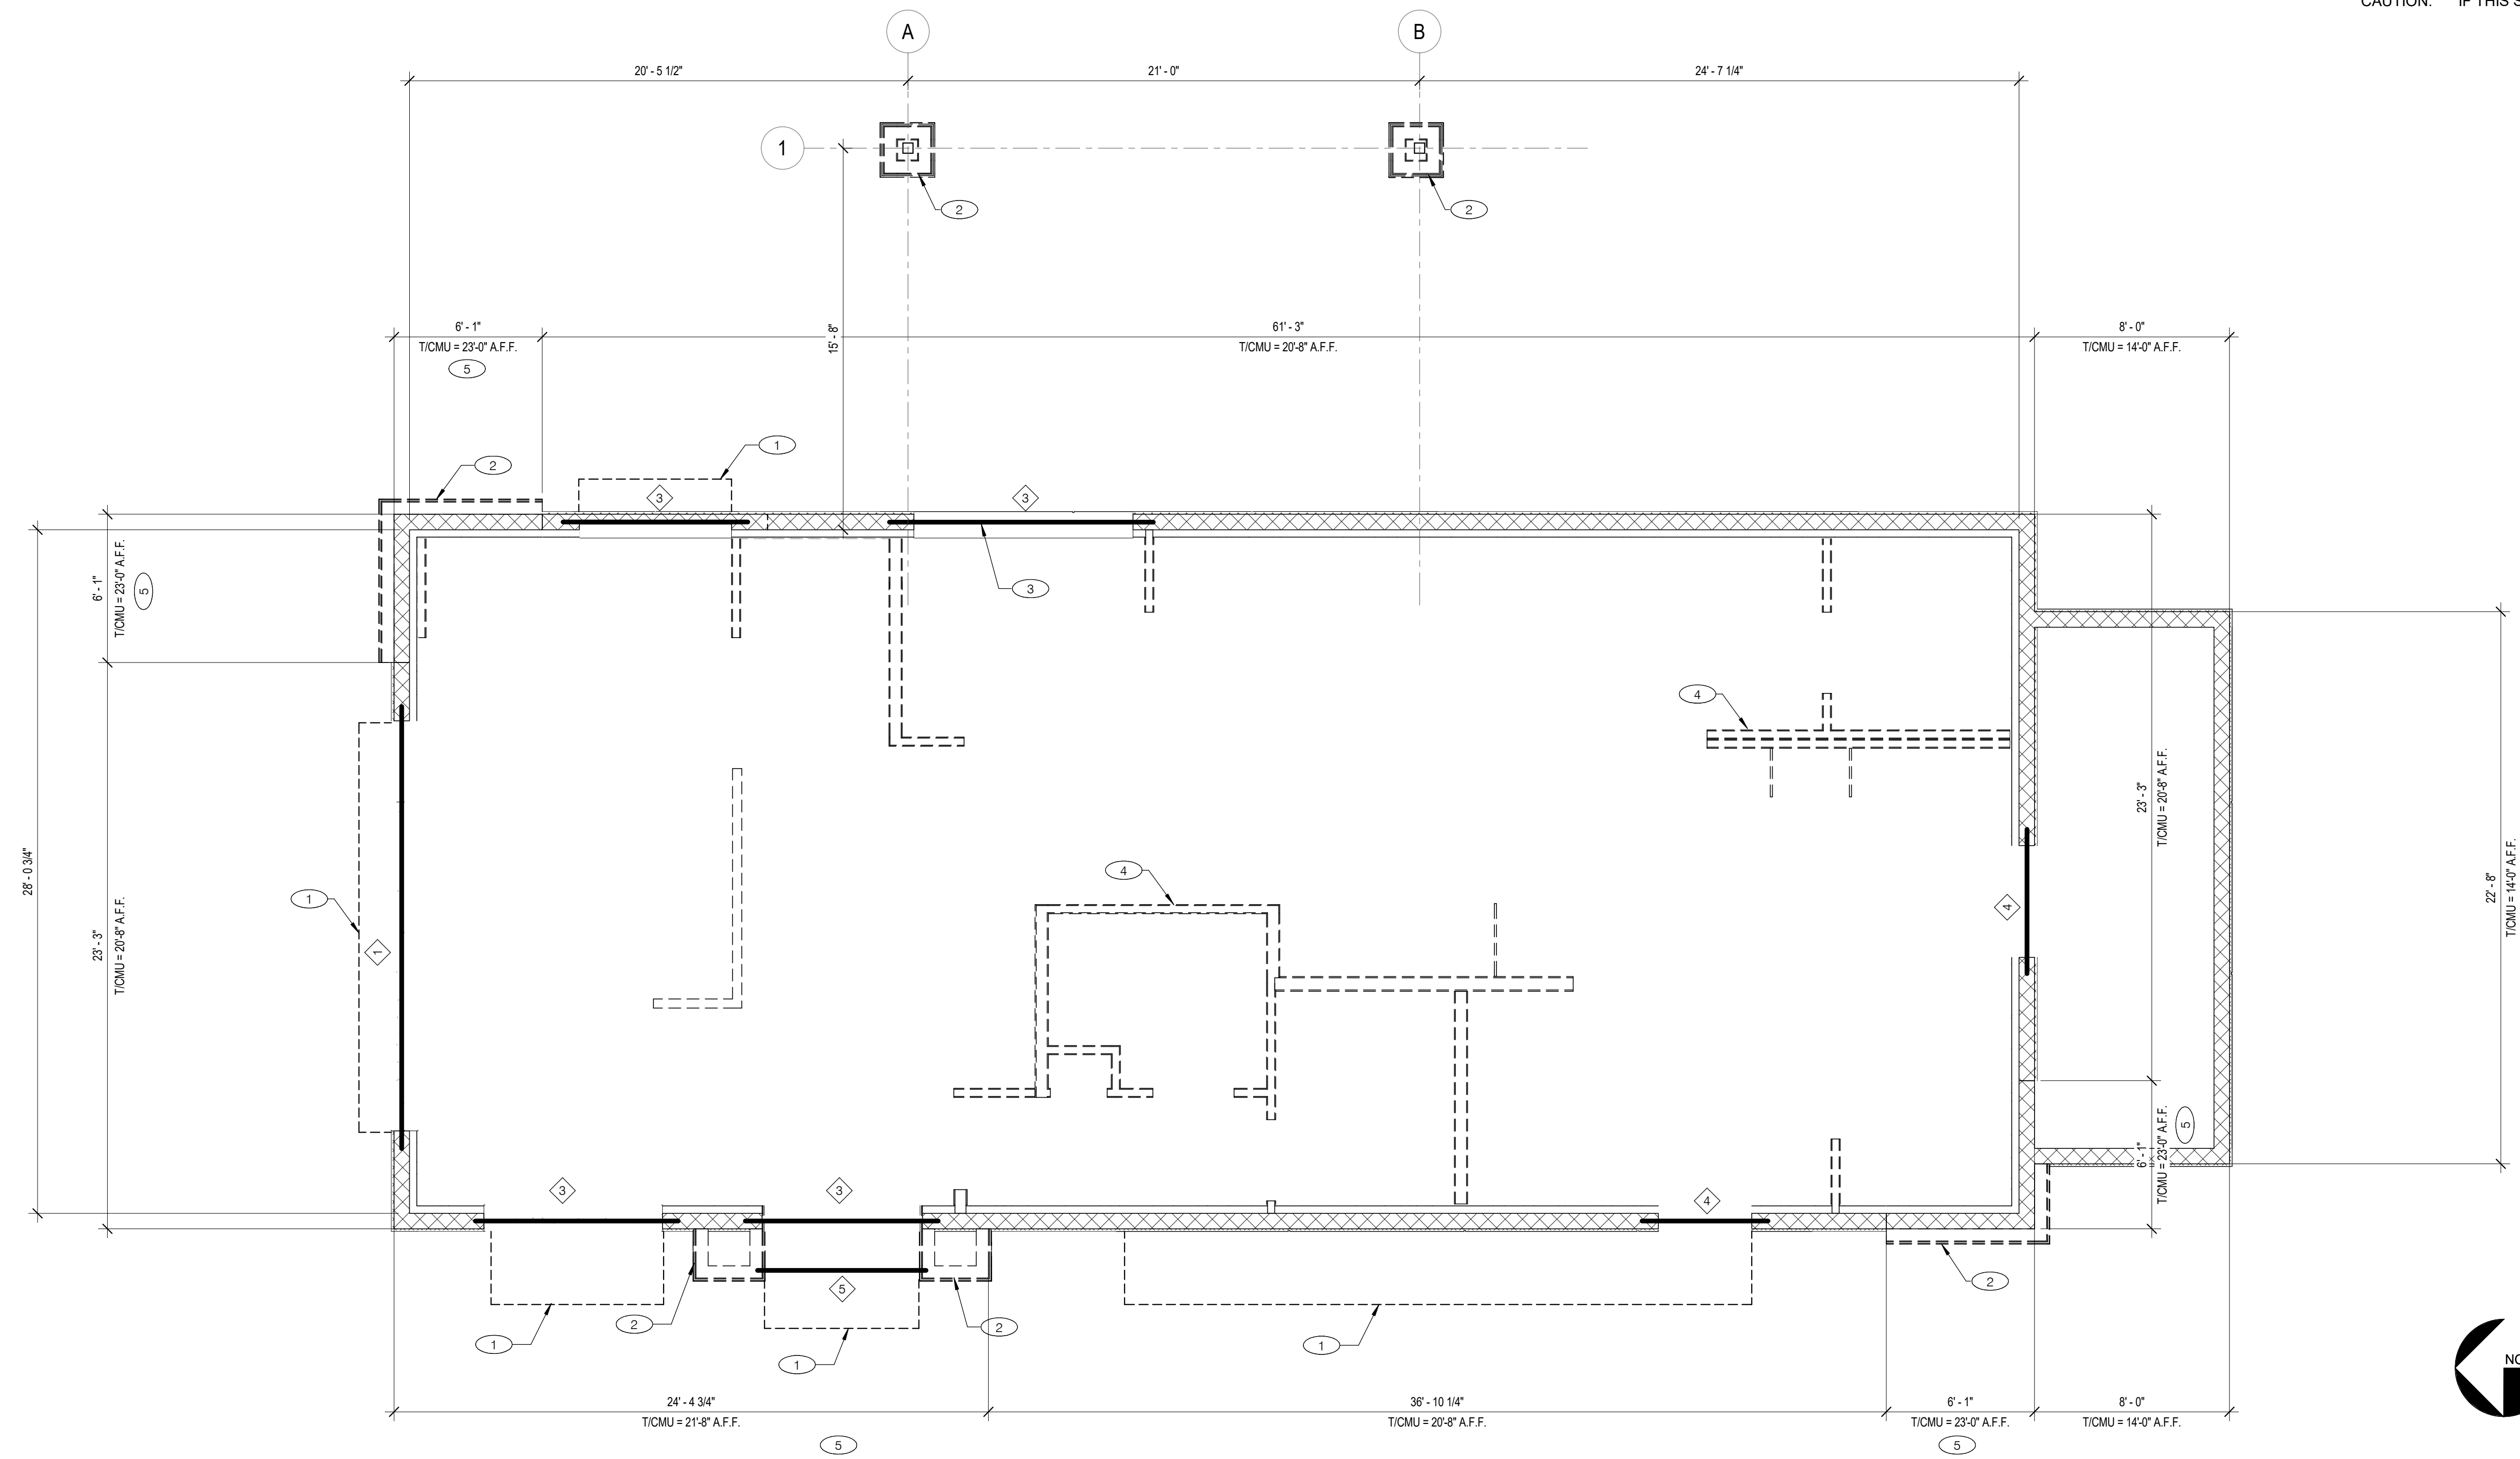 CAUTION: IF THIS S
A
B
20' - 5 1/2"
21' - 0"
24' - 7 1/4"
1
2
2
6' - 1"
T/CMU = 23'-0" A.F.F.
5
15' - 8"
61' - 3"
T/CMU = 20'-8" A.F.F.
8' - 0"
T/CMU = 14'-0" A.F.F.
1
2
3
3
6' - 1"
T/CMU = 23'-0" A.F.F.
5
3
4
28' - 0 3/4"
23' - 3"
T/CMU = 20'-8" A.F.F.
1
1
4
4
23' - 3"
T/CMU = 20'-8" A.F.F.
22' - 8"
T/CMU = 14'-0" A.F.F.
6' - 1"
T/CMU = 23'-0" A.F.F.
5
3
3
4
5
2
1
2
1
1
2
NO
24' - 4 3/4"
T/CMU = 21'-8" A.F.F.
5
36' - 10 1/4"
T/CMU = 20'-8" A.F.F.
6' - 1"
T/CMU = 23'-0" A.F.F.
5
8' - 0"
T/CMU = 14'-0" A.F.F.